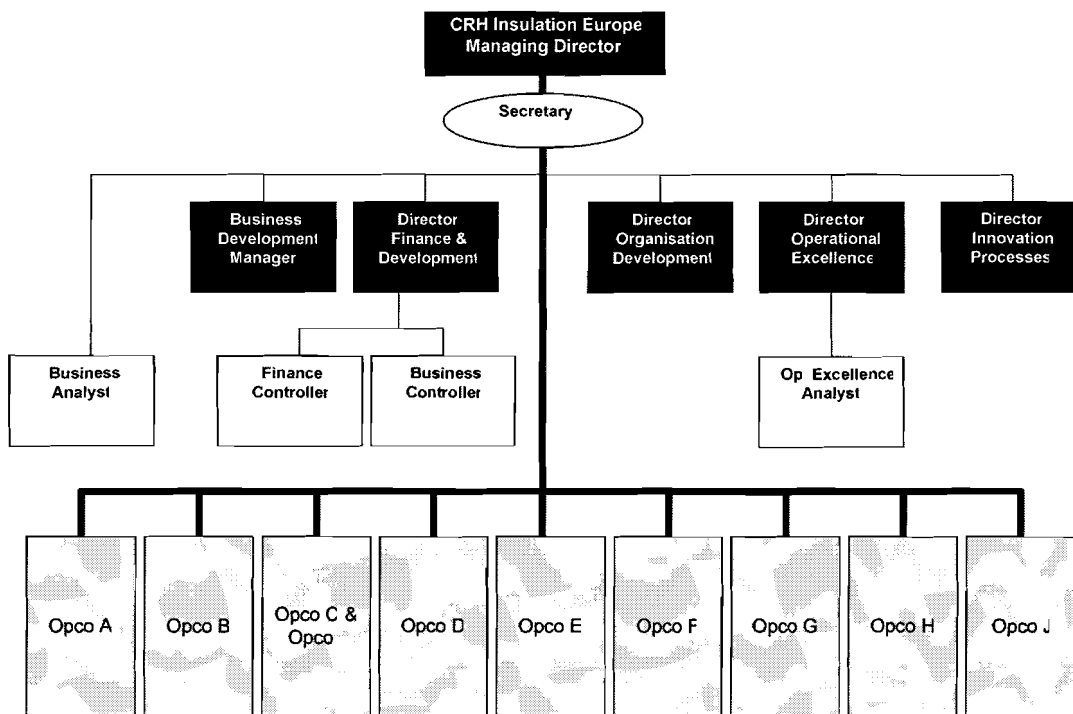 CRH Insulation Europe
Managing Director
Secretary
Business
Development
Manager
Director
Finance &
Development
Director
Organisation
Development
Director
Operational
Excellence
Director
Innovation
Processes
Business
Analyst
Finance
Controller
Business
Controller
Op Excellence
Analyst
Opco A
Opco B
Opco C &
Opco
Opco D
Opco E
Opco F
Opco G
Opco H
Opco J